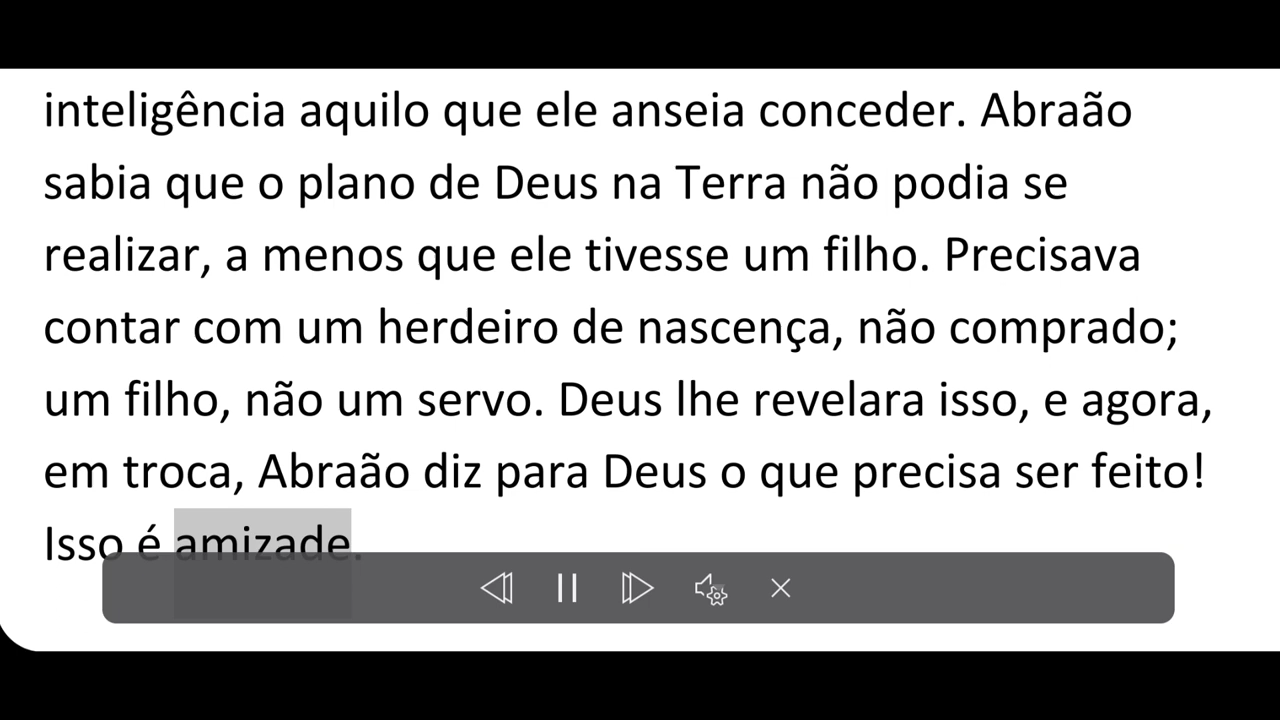 inteligência aquilo que ele anseia conceder. Abraão
sabia que o plano de Deus na Terra não podia se
realizar, a menos que ele tivesse um filho. Precisava
contar com um herdeiro de nascença, não comprado;
um filho, não um servo. Deus lhe revelara isso, e agora,
em troca, Abraão diz para Deus o que precisa ser feito!
Isso é amizade.